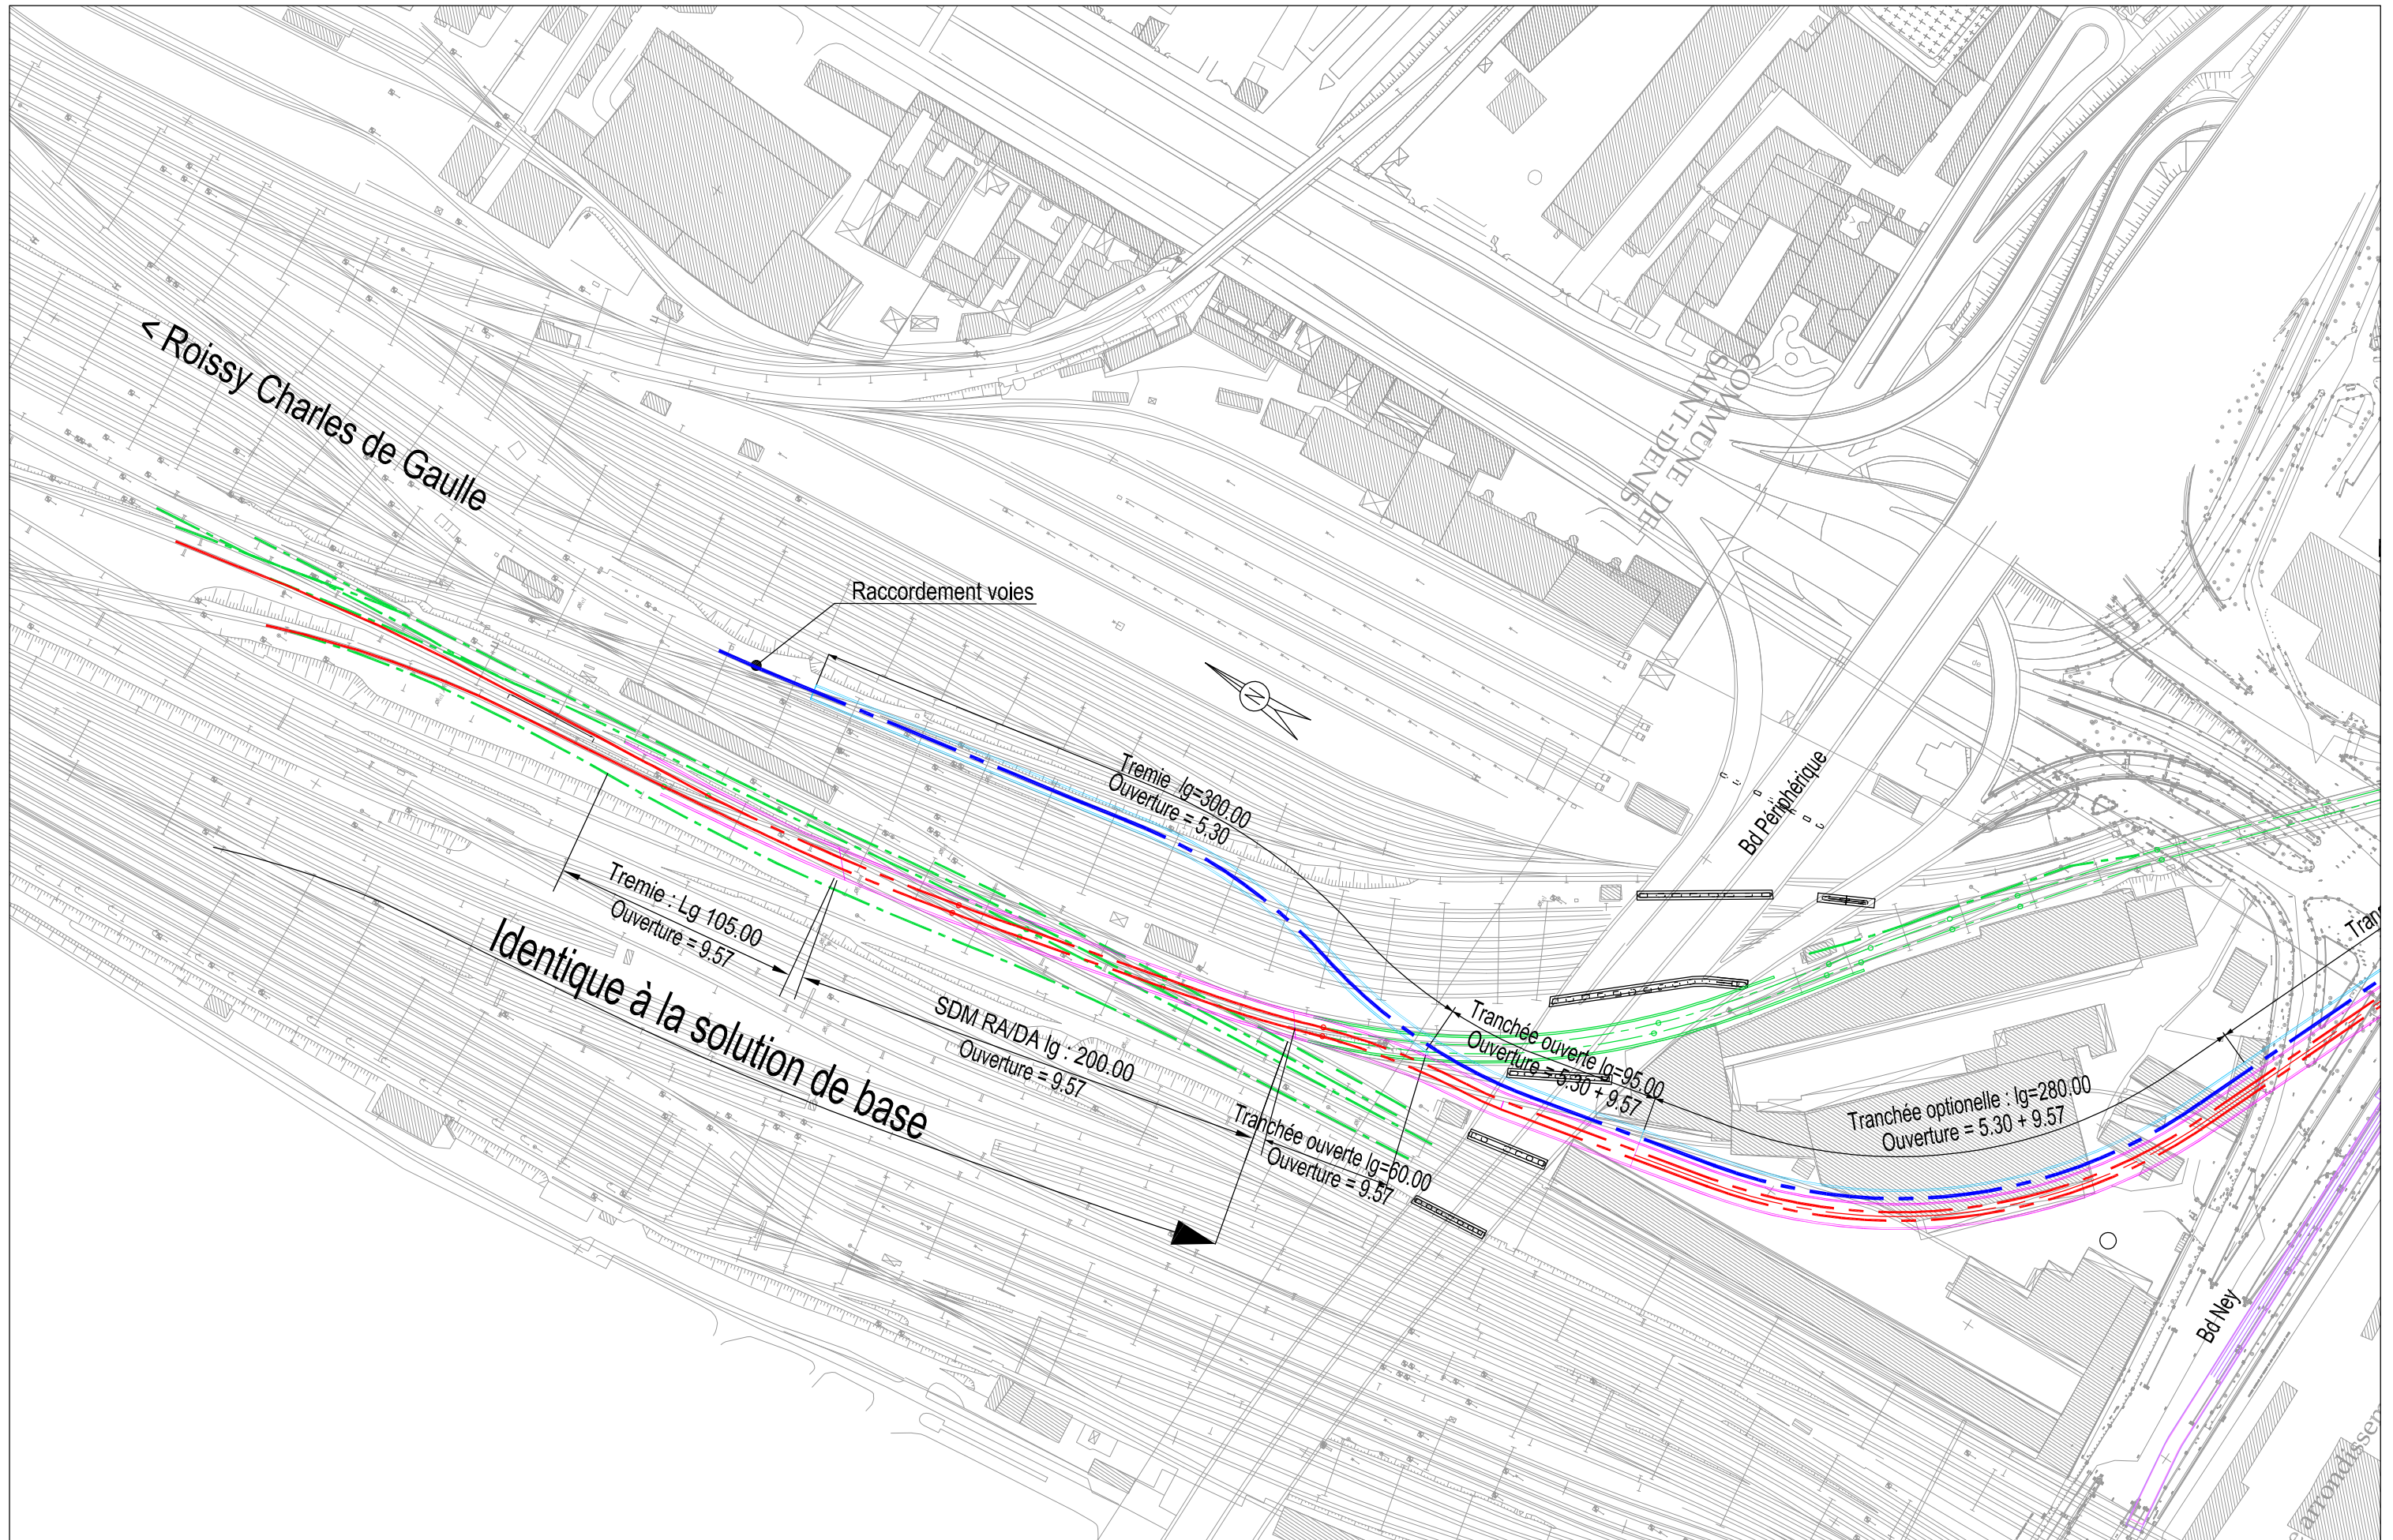 < Roissy Charles de Gaulle
COMMUNE DE
SAINT-DENIS
Raccordement voies
N
Tremie lg=300.00
Ouverture = 5.30
Bd Périphérique
Tremie : Lg 105.00
Ouverture = 9.57
Identique à la solution de base
SDM RA/DA lg : 200.00
Ouverture = 9.57
Tranchée ouverte lg=95.00
Ouverture = 5.30 + 9.57
Tranchée ouverte lg=60.00
Ouverture = 9.57
Tranchée optionelle : lg=280.00
Ouverture = 5.30 + 9.57
Bd Ney
de